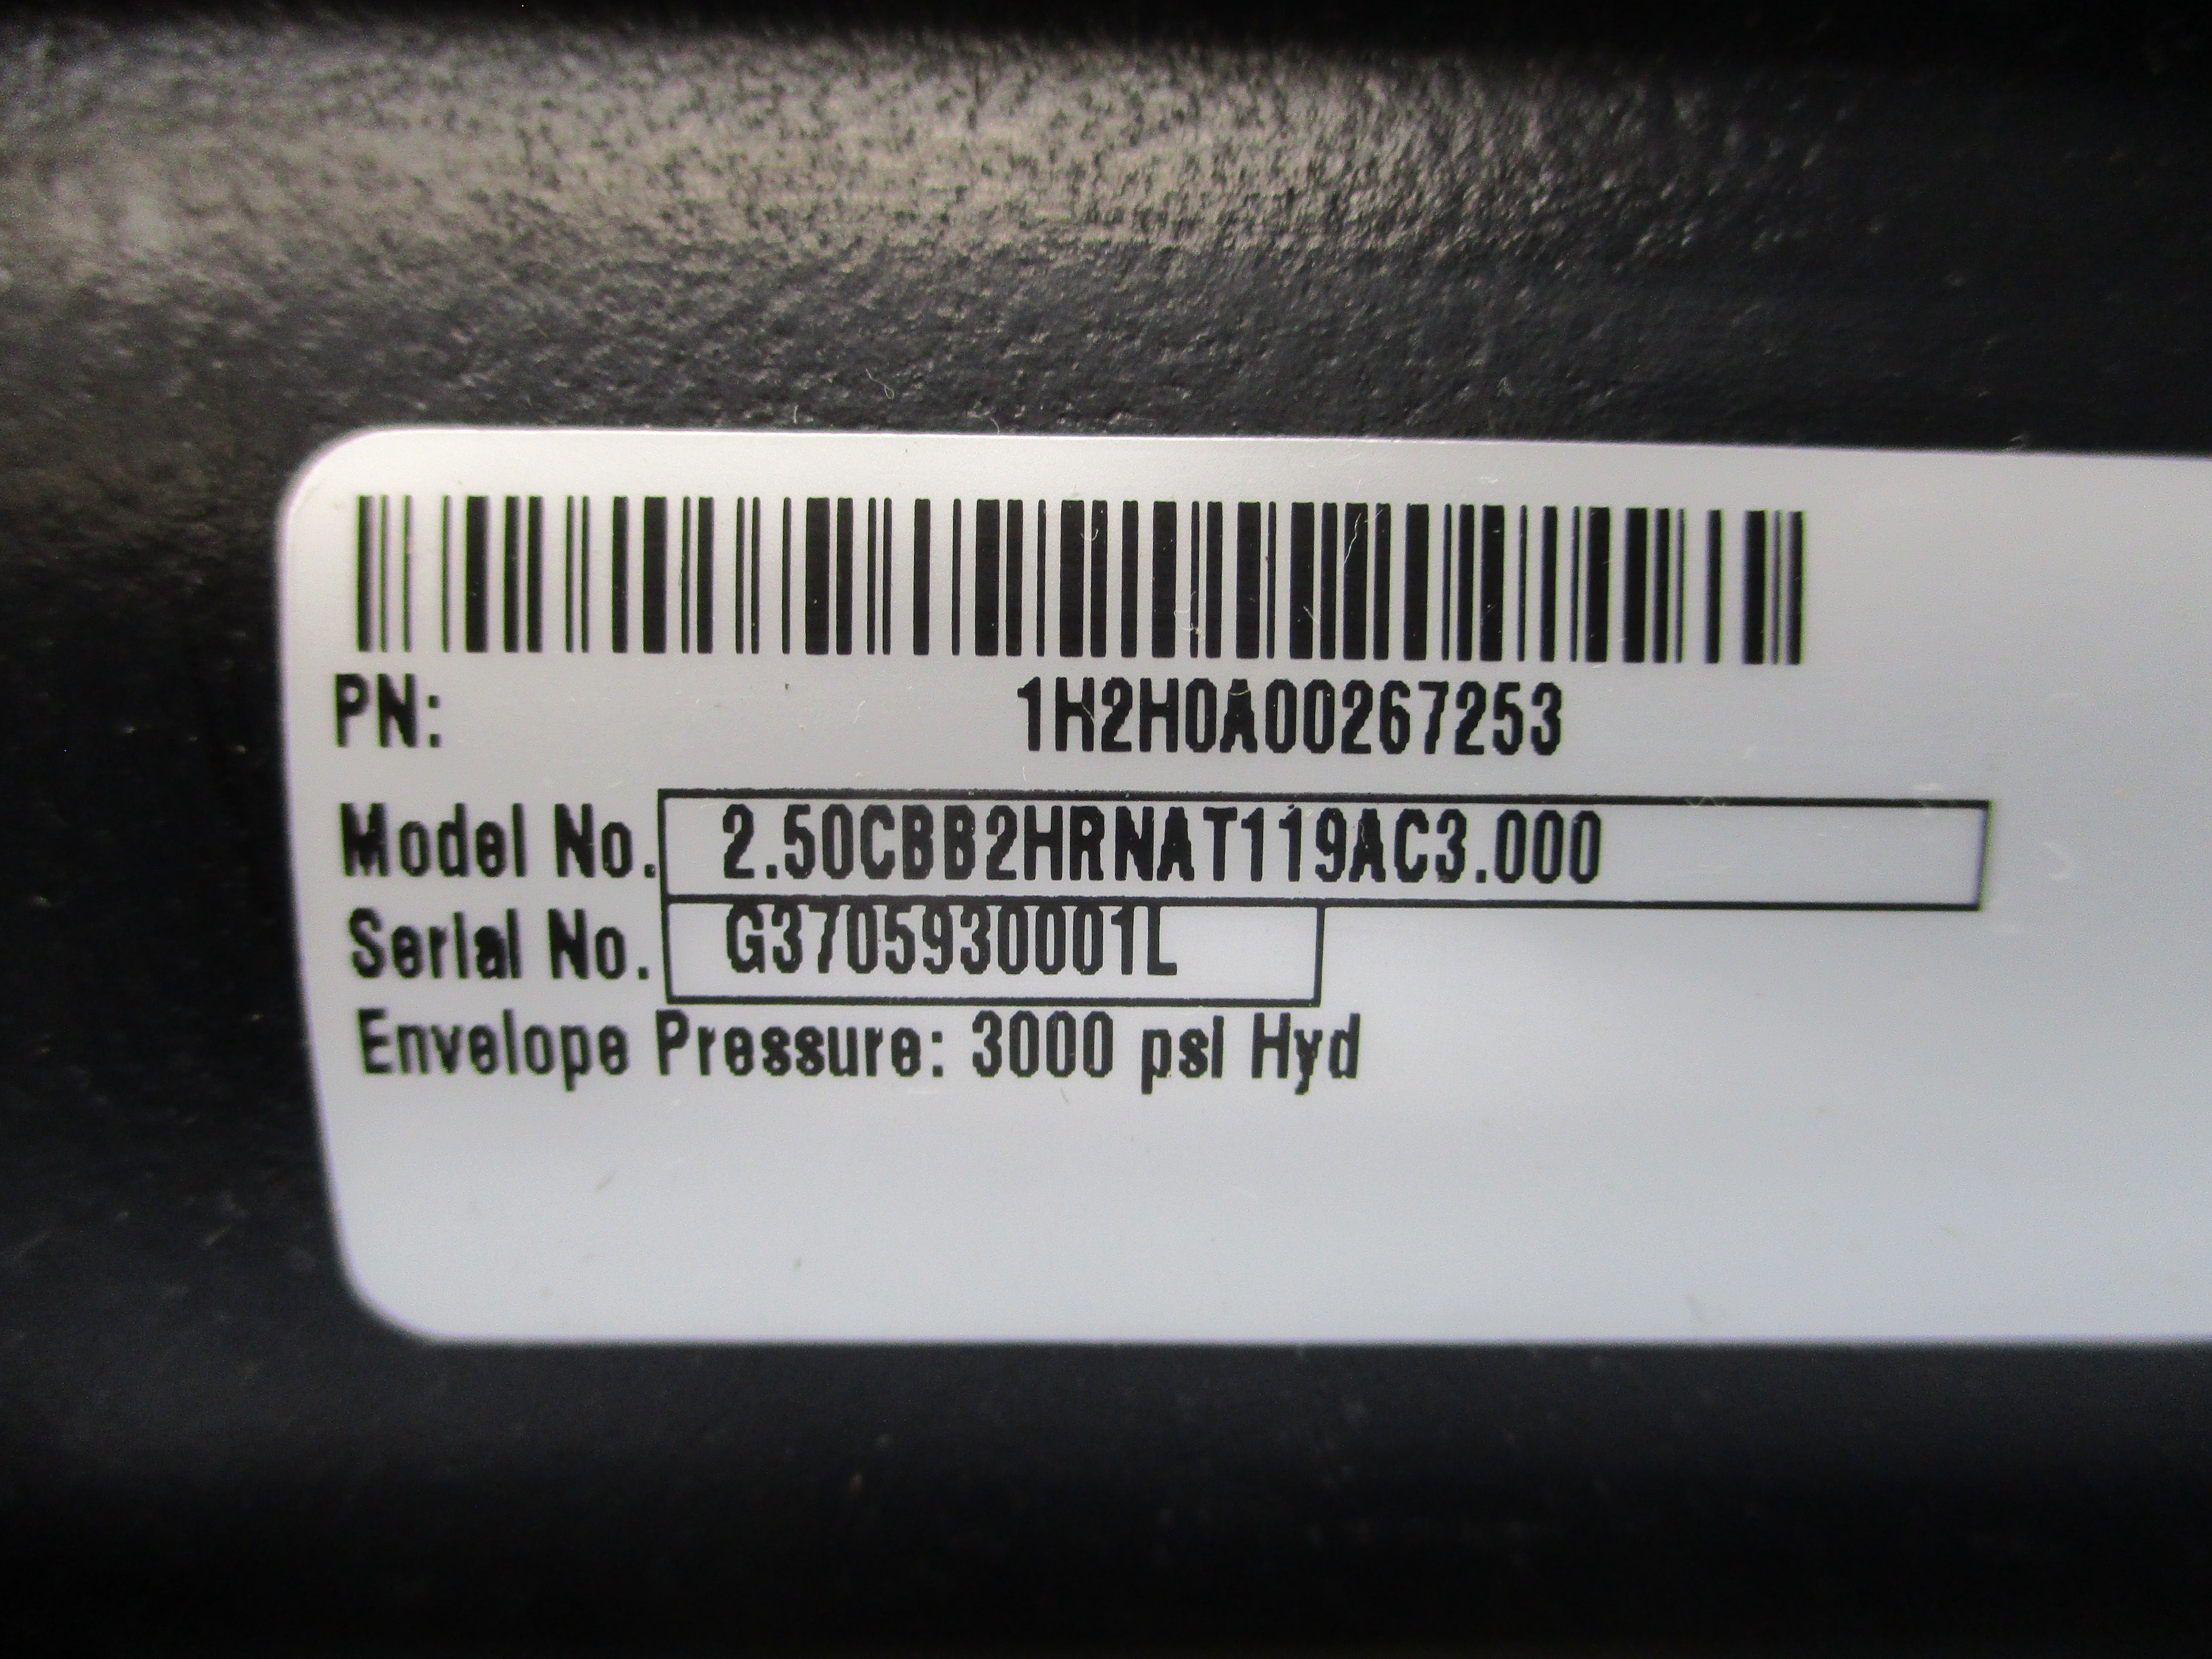 PN: 1H2H0A00267253
Model No. 2.50CBB2HRNAT119AC3.000
Serial No. G3705930001L
Envelope Pressure: 3000 psi Hyd